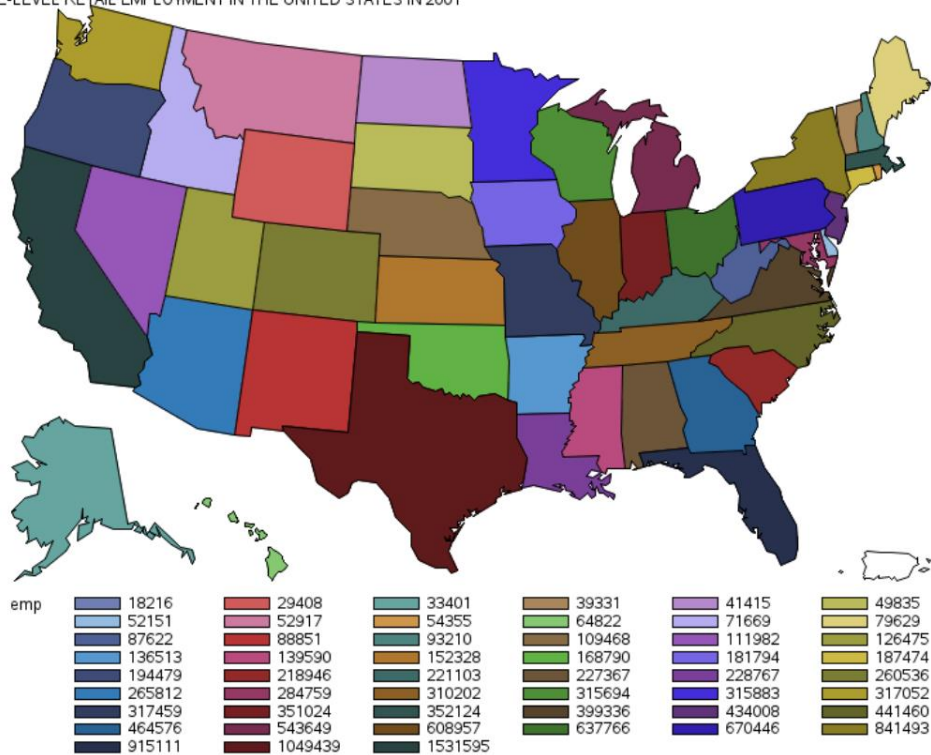 E-LEVEL RETAIL EMPLOYMENT IN THE UNITED STATES IN 2001
emp 18216 29408 33401 39331 41415 49835
52151 52917 54355 64822 71669 79629
87622 88851 93210 109468 111982 126475
136513 139590 152328 168790 181794 187474
194479 218946 221103 227367 228767 260536
265812 284759 310202 315694 315883 317052
317459 351024 352124 399336 434008 441460
464576 543649 608957 637766 670446 841493
915111 1049439 1531595